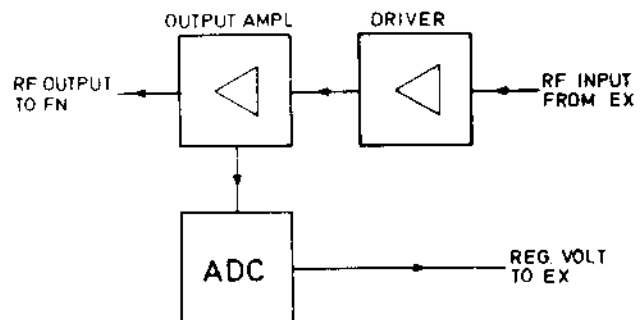 OUTPUT AMPL
DRIVER
RF OUTPUT
TO FN
RF INPUT
FROM EX
ADC
REG. VOLT
TO EX